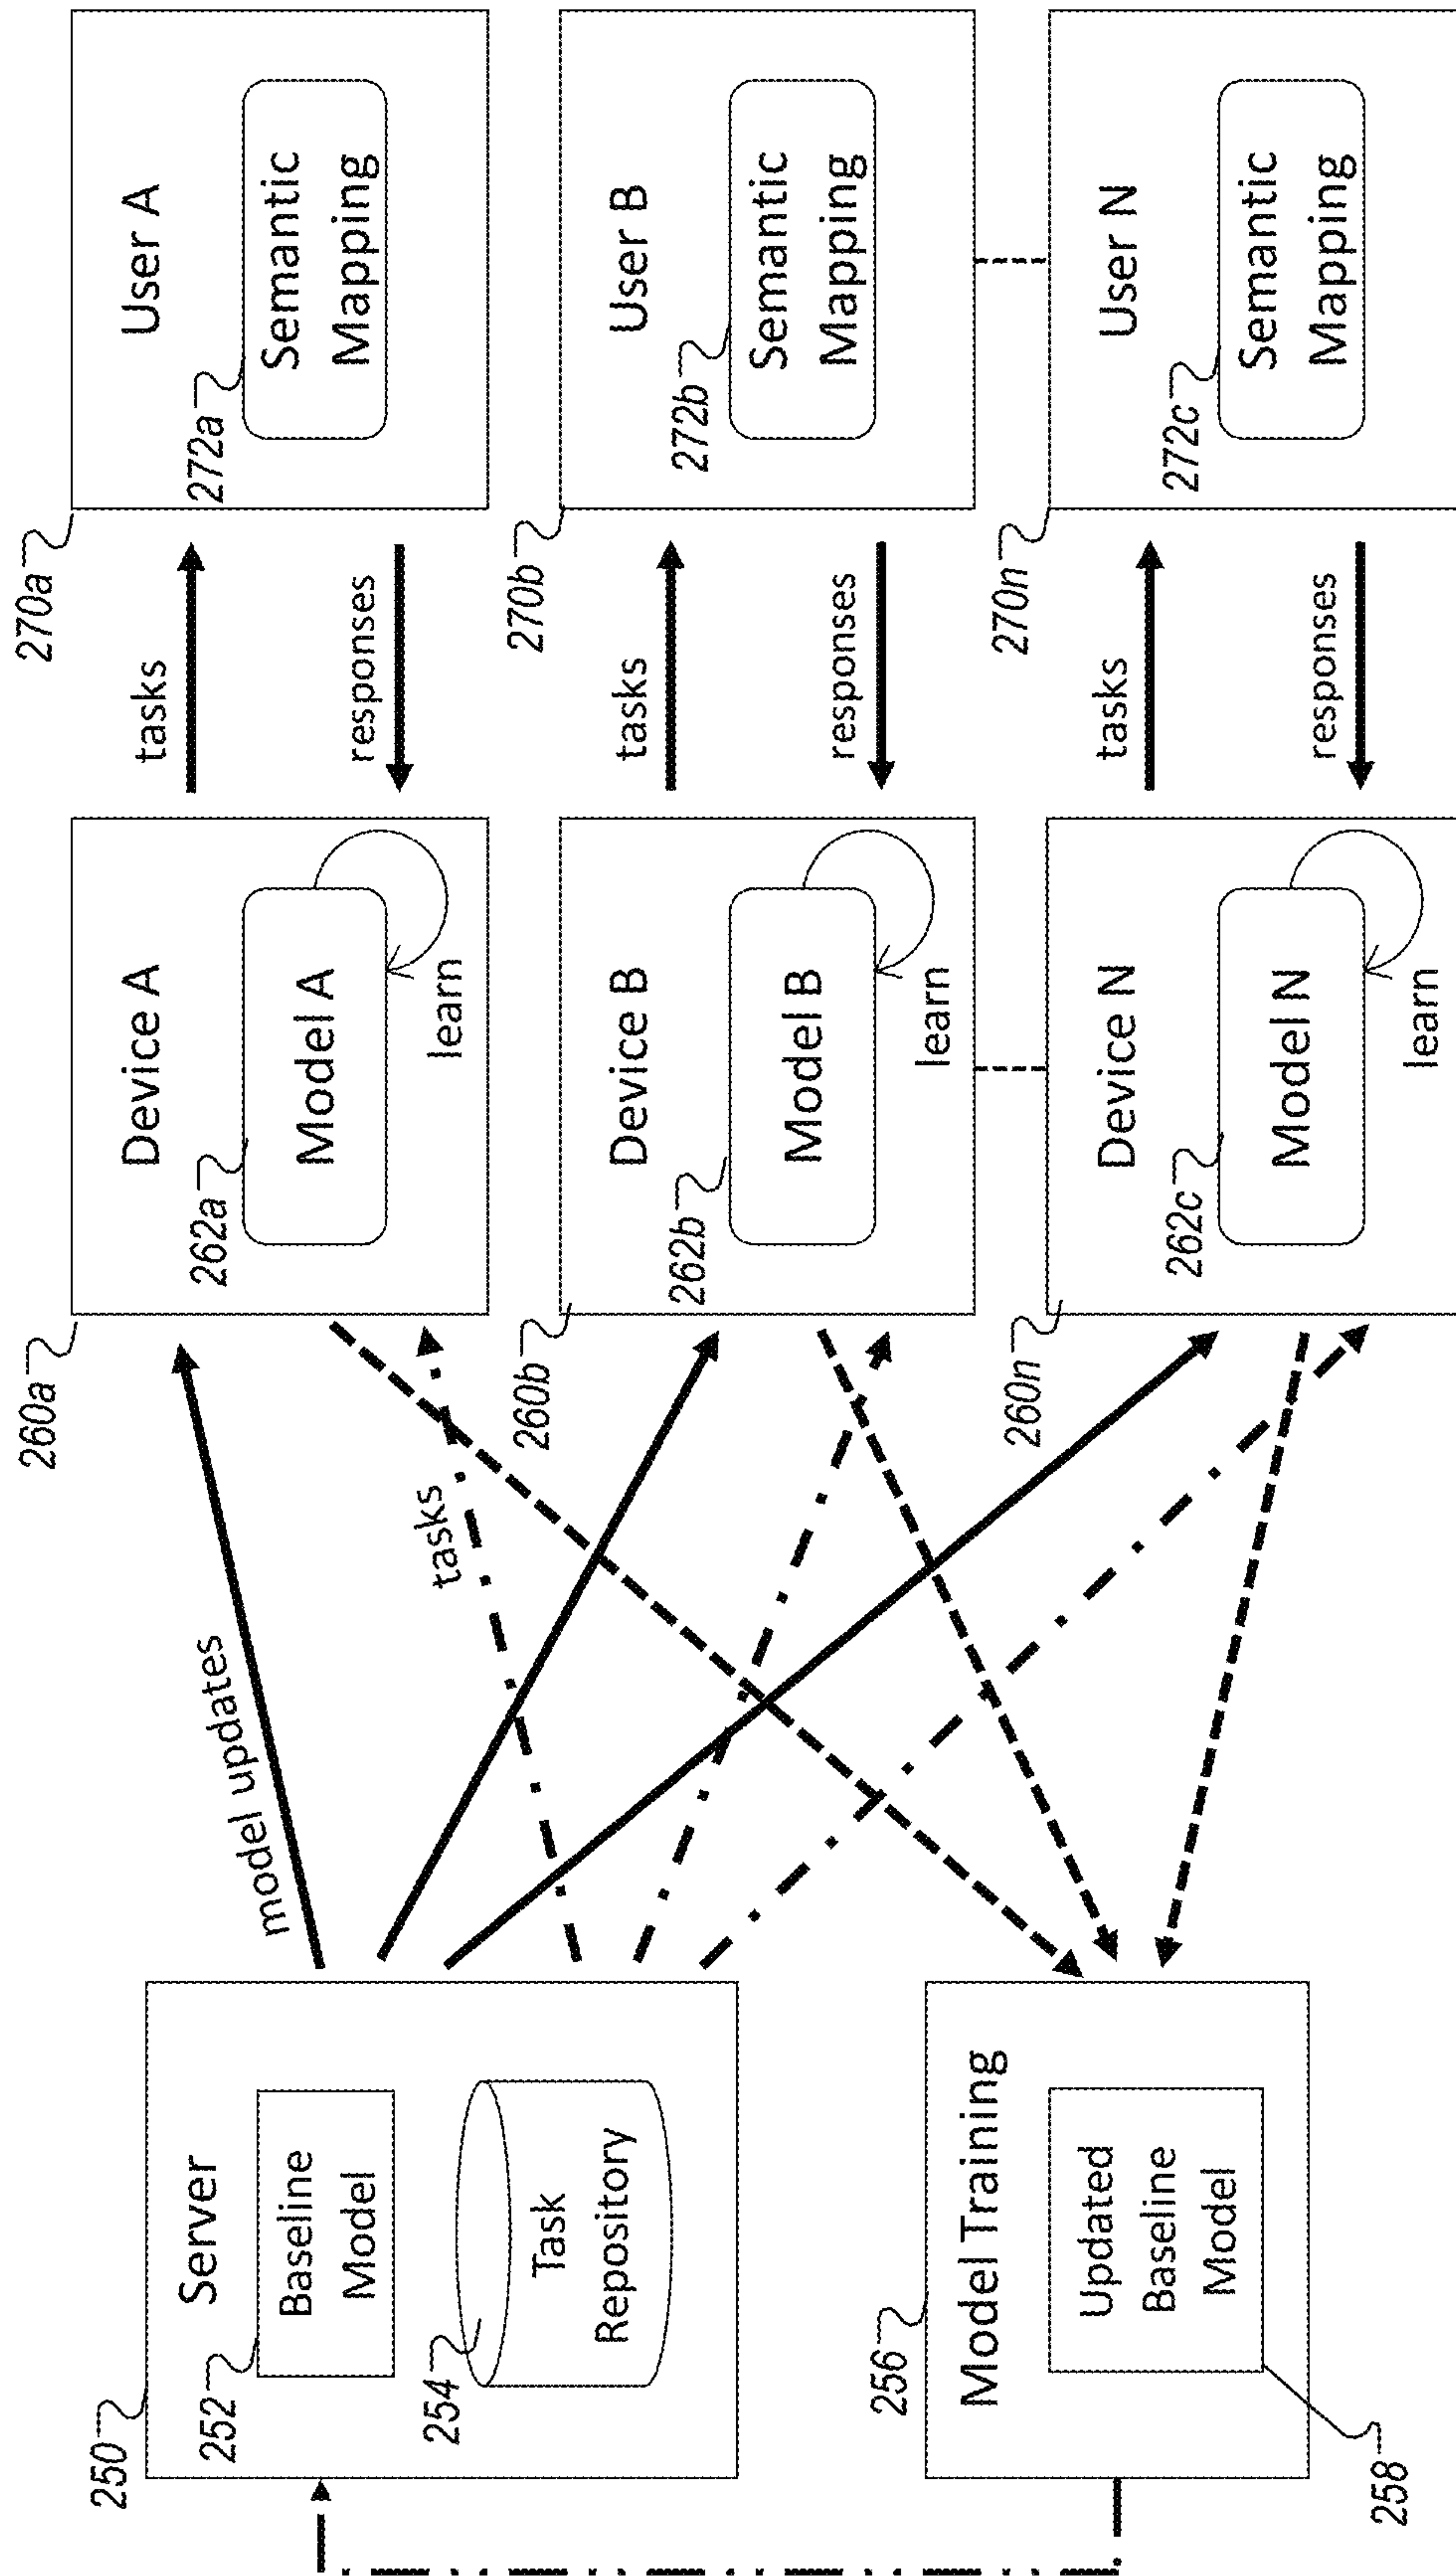 250
Server
252
Baseline
Model
254
Task
Repository
256
Model Training
Updated
Baseline
Model
258
model updates
tasks
260a
Device A
262a
Model A
learn
260b
Device B
262b
Model B
learn
260n
Device N
262c
Model N
learn
tasks
responses
tasks
responses
tasks
responses
270a
User A
272a
Semantic
Mapping
270b
User B
272b
Semantic
Mapping
270n
User N
272c
Semantic
Mapping